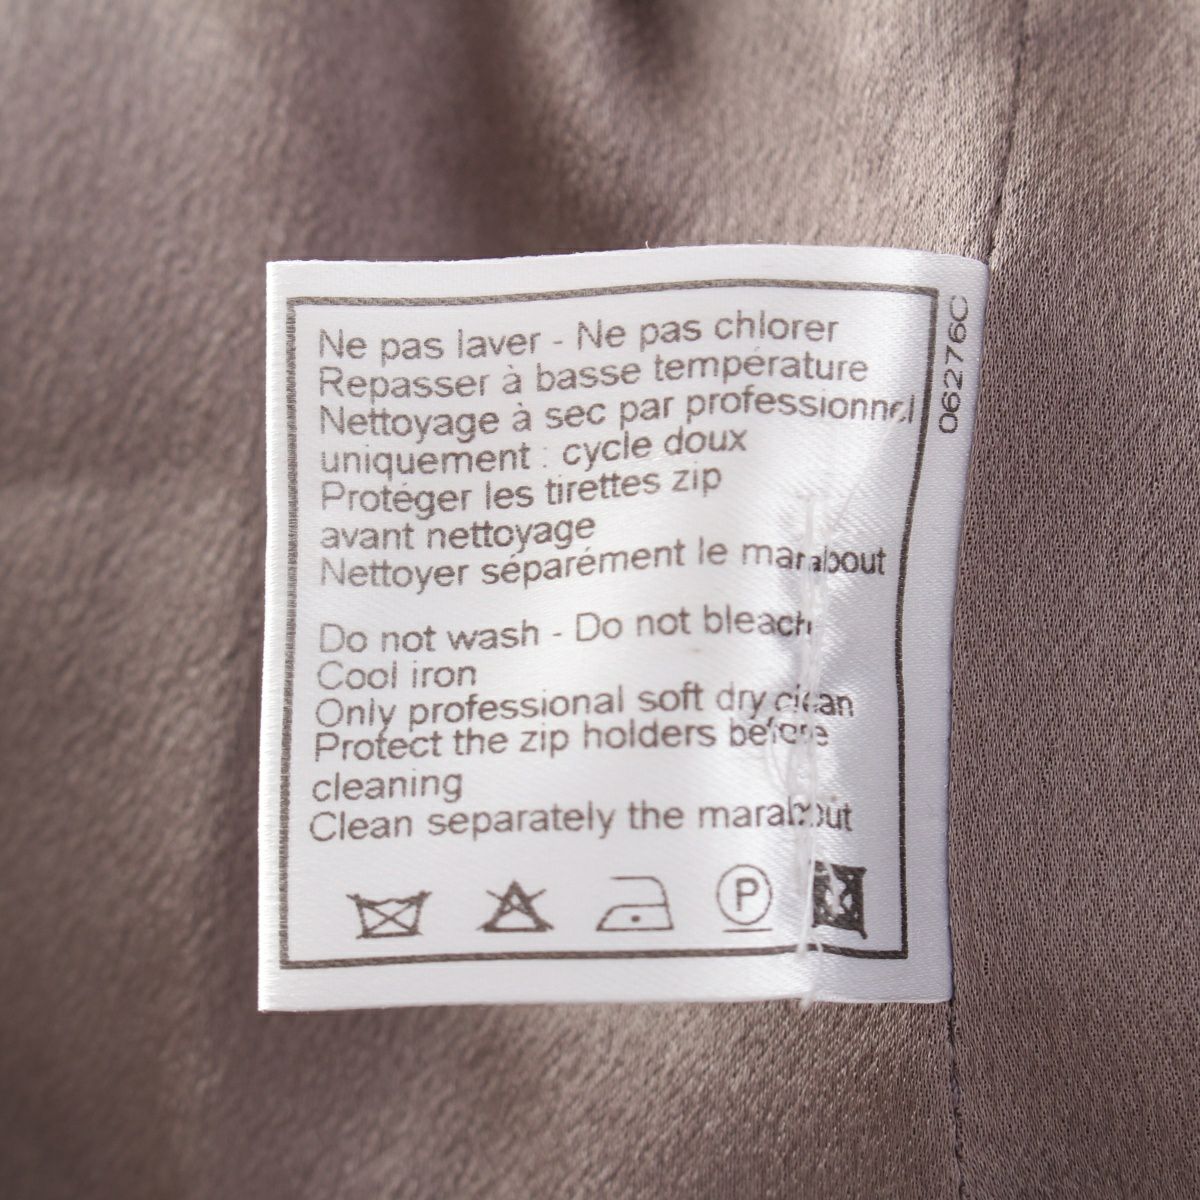 Ne pas laver - Ne pas chlorer
Repasser à basse température
Nettoyage à sec par professionnel
uniquement : cycle doux
Protéger les tirettes zip
avant nettoyage
Nettoyer séparément le marabout
Do not wash - Do not bleach
Cool iron
Only professional soft dry clean
Protect the zip holders before
cleaning
Clean separately the marabout
P
06276C